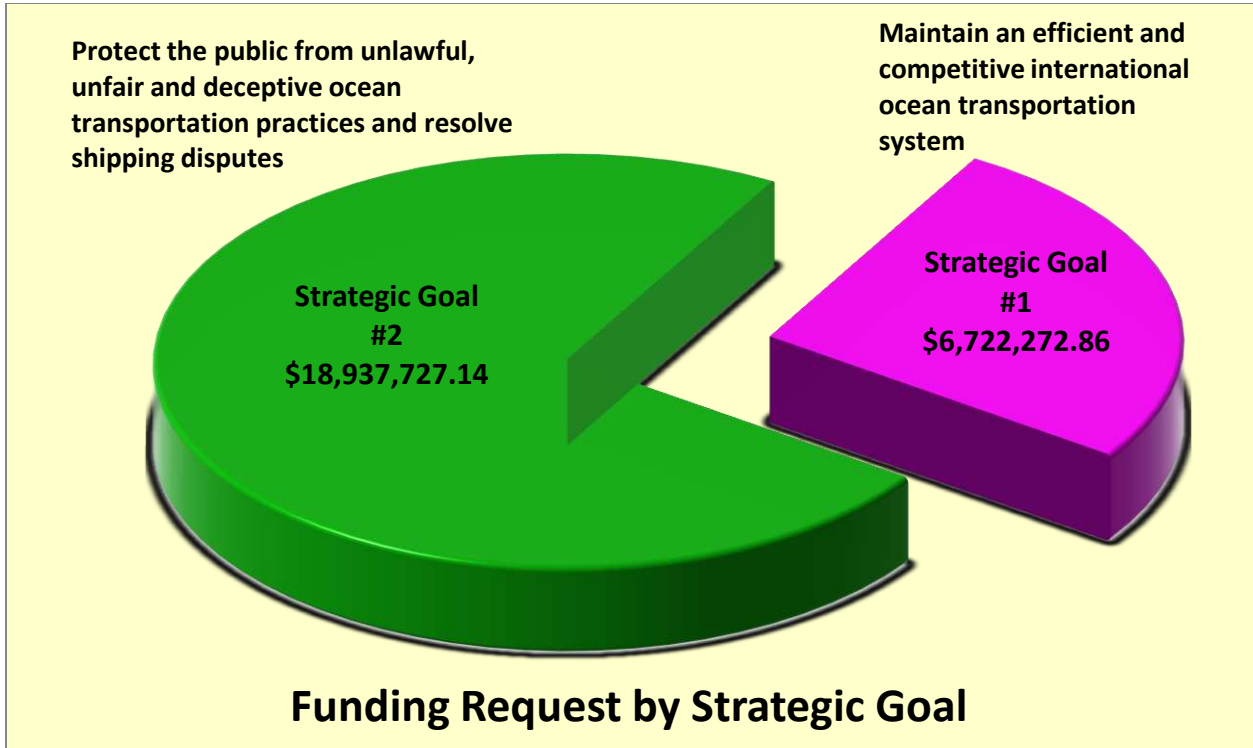 Protect the public from unlawful,
unfair and deceptive ocean
transportation practices and resolve
shipping disputes
Maintain an efficient and
competitive international
ocean transportation
system
Strategic Goal
#2
$18,937,727.14
Strategic Goal
#1
$6,722,272.86
Funding Request by Strategic Goal